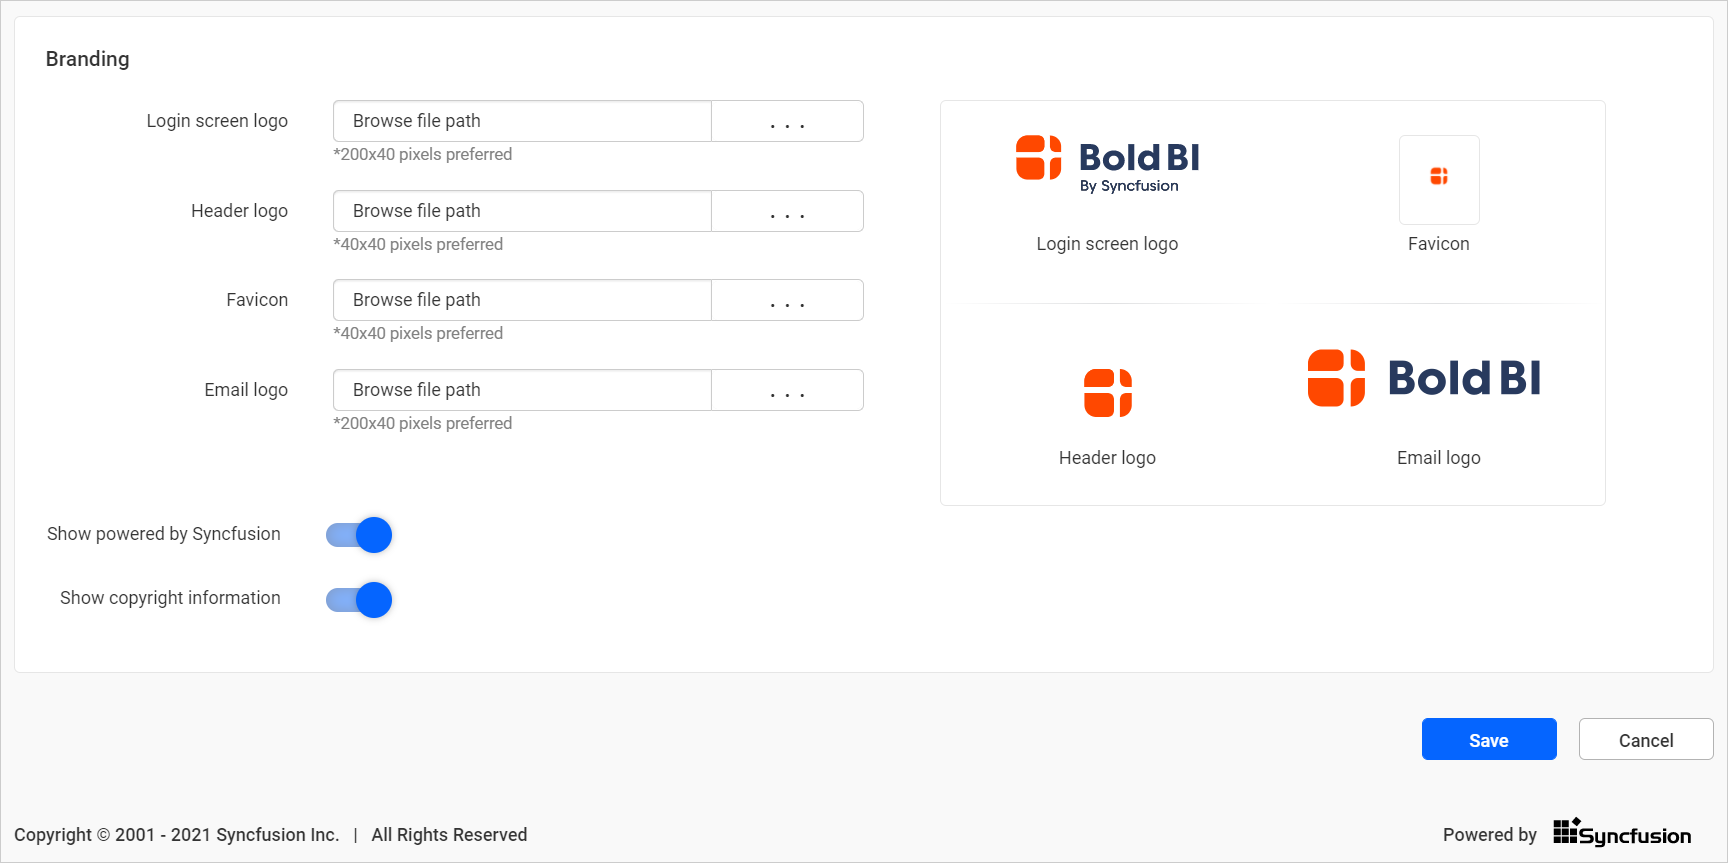 Branding
Login screen logo
Browse file path
. . .
*200x40 pixels preferred
Header logo
Browse file path
. . .
*40x40 pixels preferred
Favicon
Browse file path
. . .
*40x40 pixels preferred
Email logo
Browse file path
. . .
*200x40 pixels preferred
Show powered by Syncfusion
Show copyright information
Bold BI
By Syncfusion
Login screen logo
Favicon
Header logo
Bold BI
Email logo
Save
Cancel
Copyright © 2001 - 2021 Syncfusion Inc. | All Rights Reserved
Powered by Syncfusion